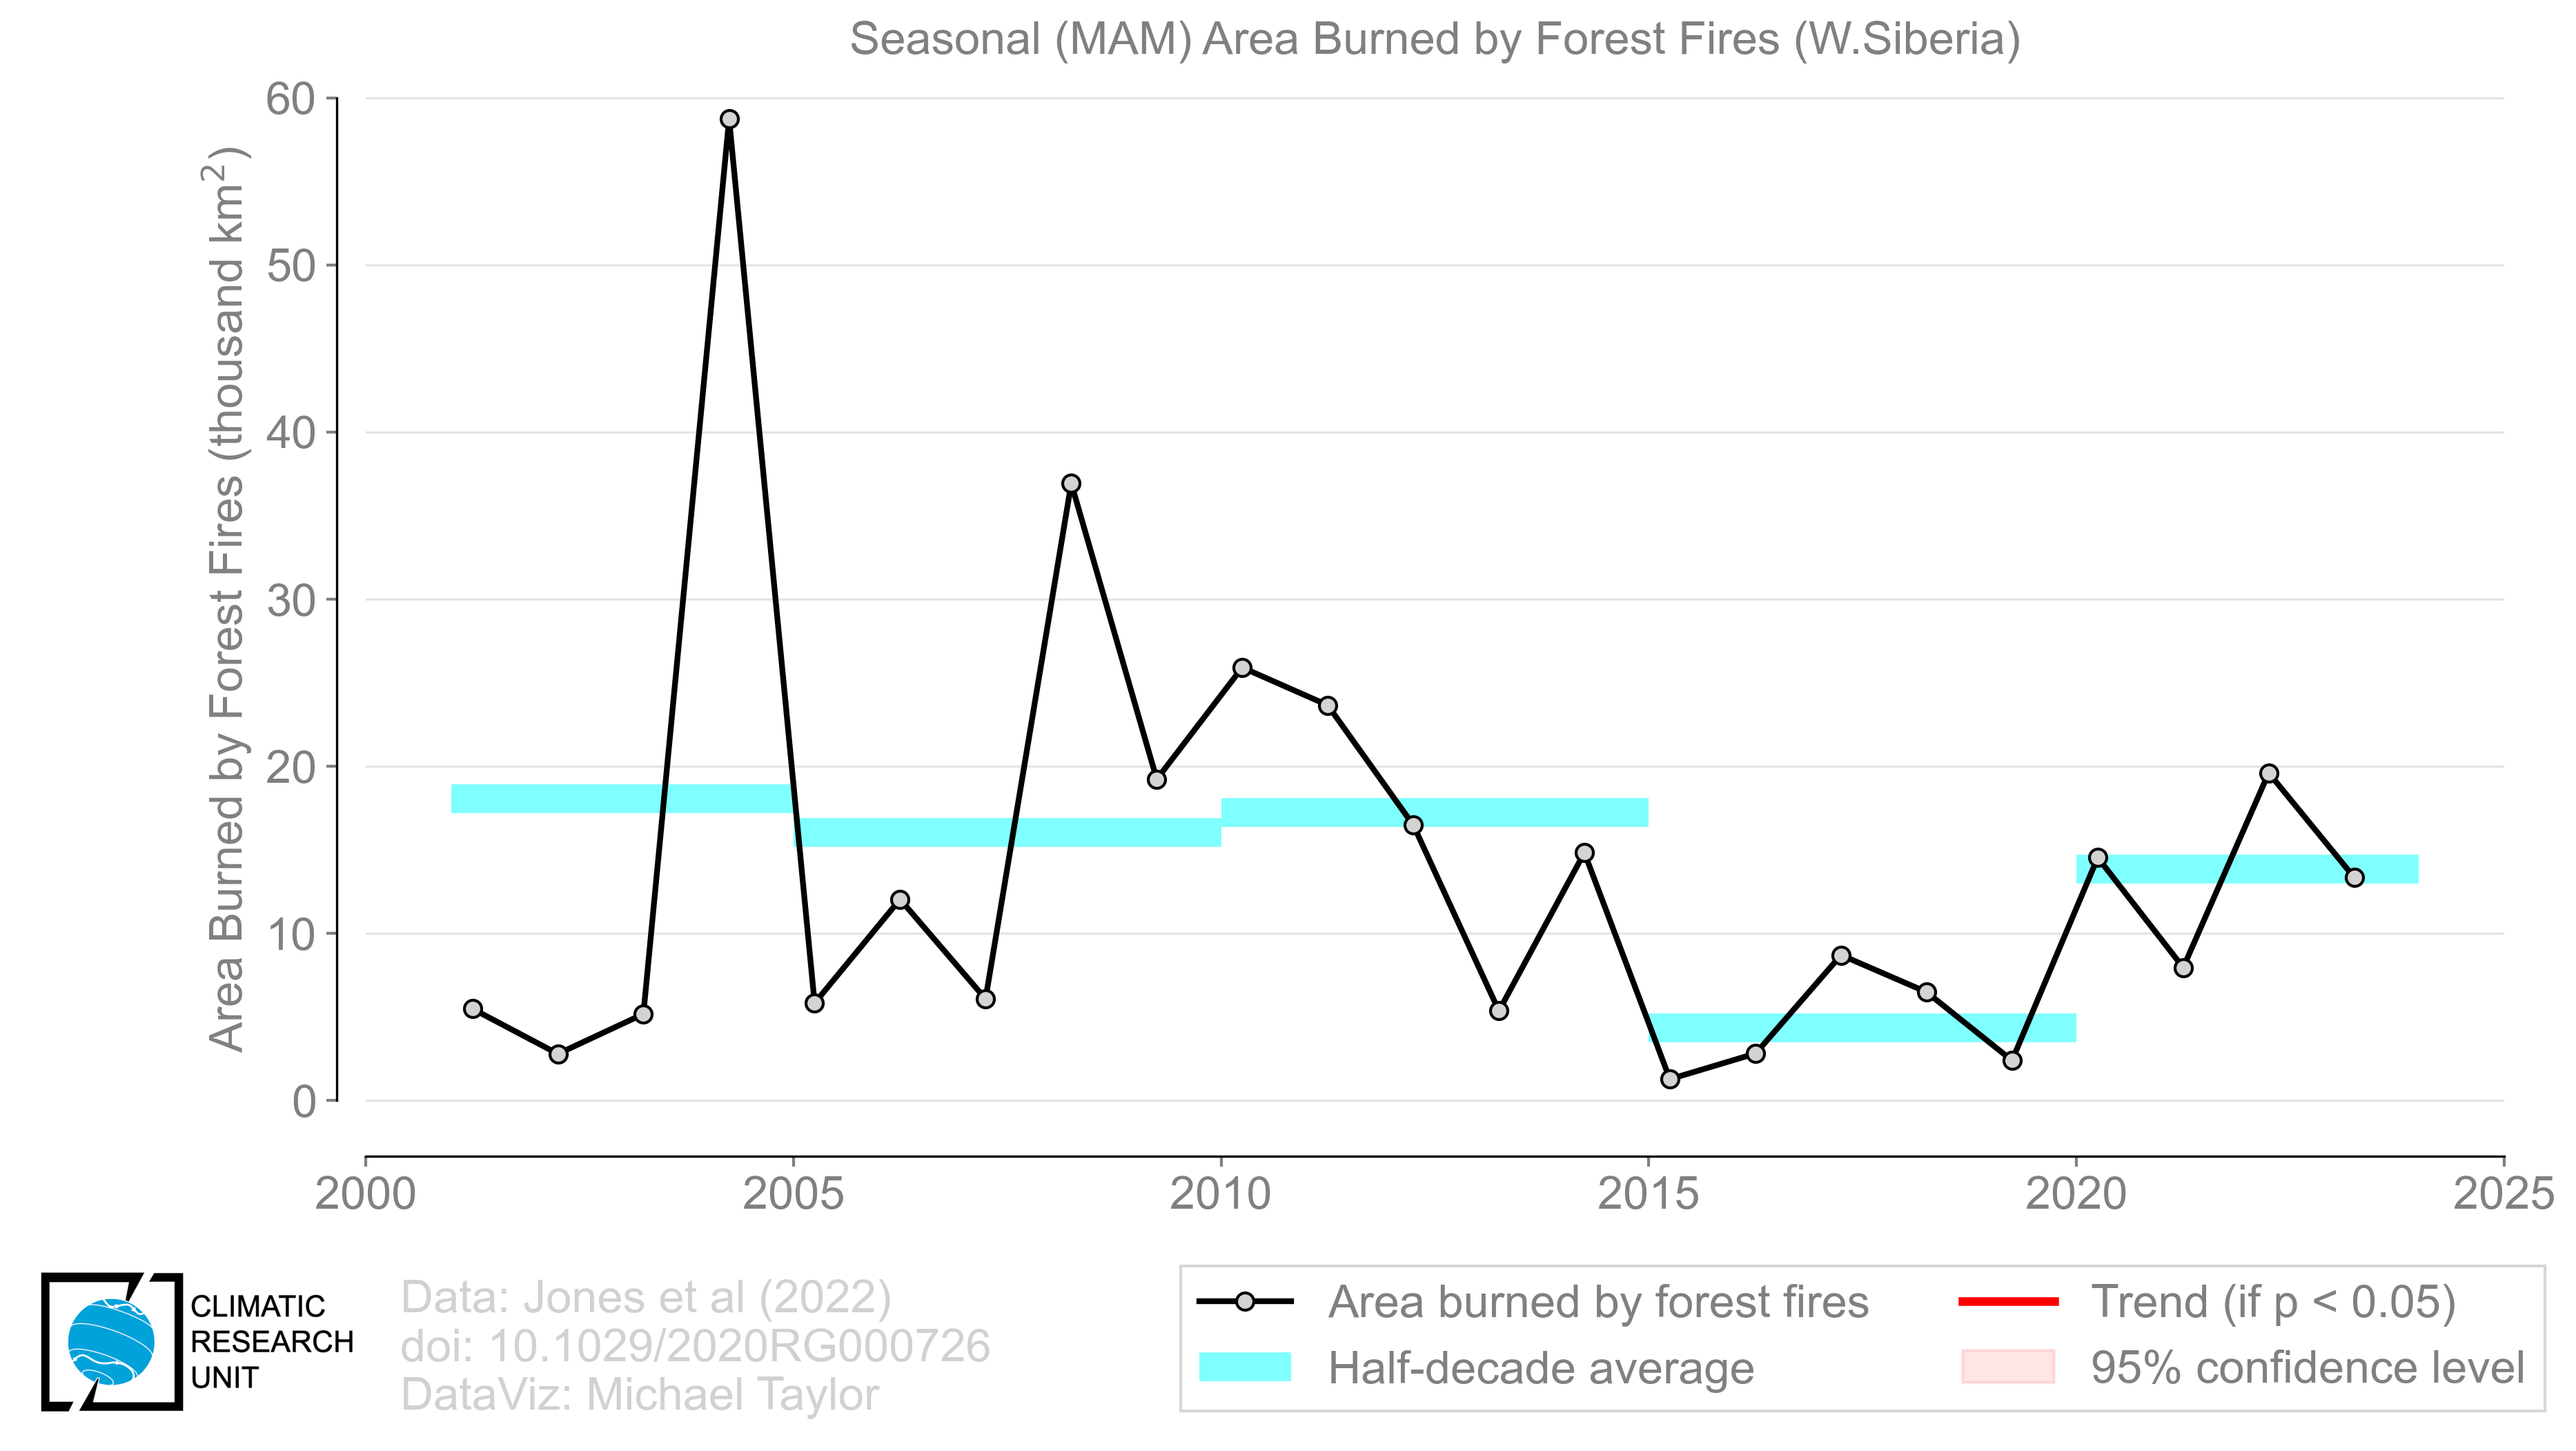 Seasonal (MAM) Area Burned by Forest Fires (W.Siberia)
Area Burned by Forest Fires (thousand km²)
60
50
40
30
20
10
0
2000 2005 2010 2015 2020 2025
CLIMATIC
RESEARCH
UNIT
Data: Jones et al (2022)
doi: 10.1029/2020RG000726
DataViz: Michael Taylor
Area burned by forest fires
Half-decade average
Trend (if p < 0.05)
95% confidence level